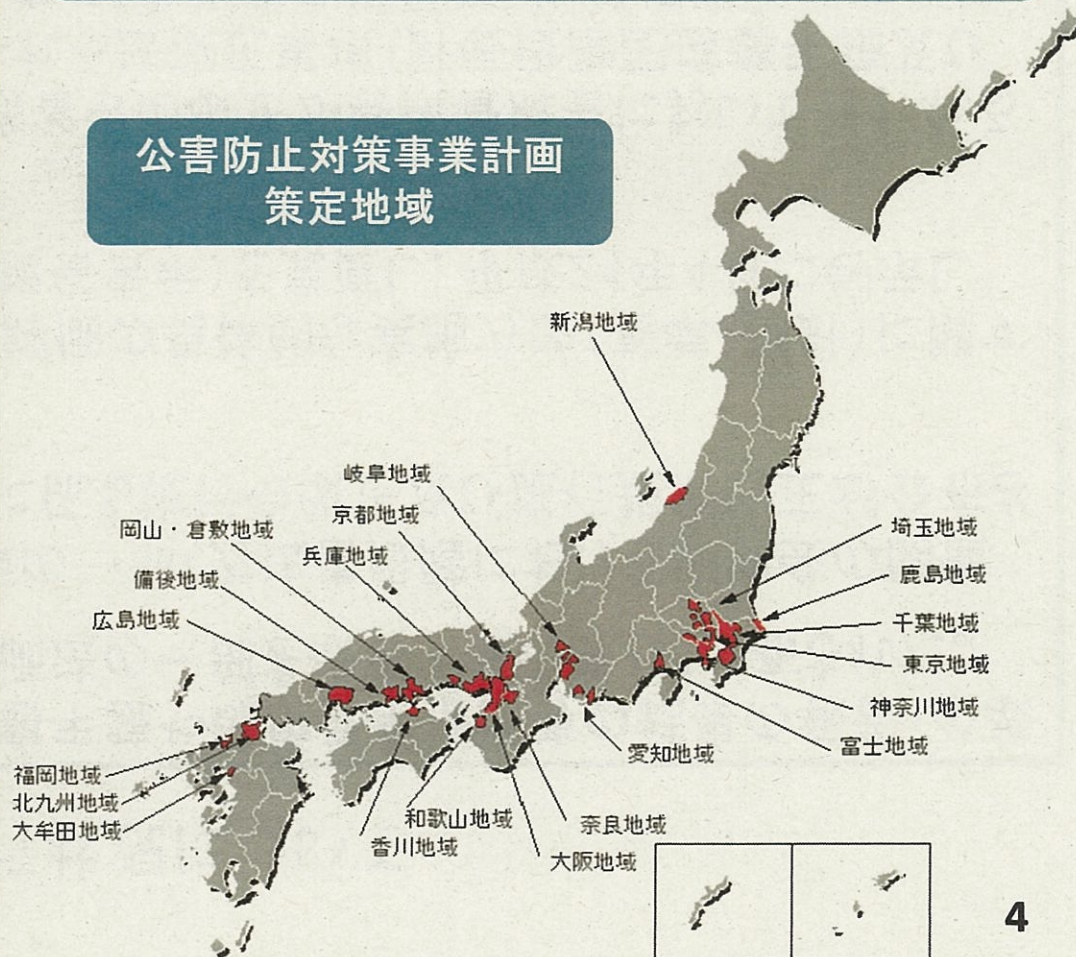 公害防止対策事業計画
策定地域
新潟地域
岐阜地域
京都地域
岡山・倉敷地域
兵庫地域
備後地域
広島地域
埼玉地域
鹿島地域
千葉地域
東京地域
神奈川地域
富士地域
愛知地域
福岡地域
北九州地域
大牟田地域
和歌山地域
香川地域
奈良地域
大阪地域
4